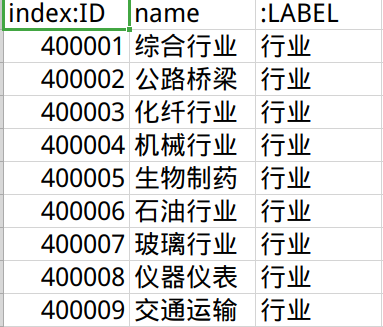 index:ID name :LABEL
400001 综合行业 行业
400002 公路桥梁 行业
400003 化纤行业 行业
400004 机械行业 行业
400005 生物制药 行业
400006 石油行业 行业
400007 玻璃行业 行业
400008 仪器仪表 行业
400009 交通运输 行业